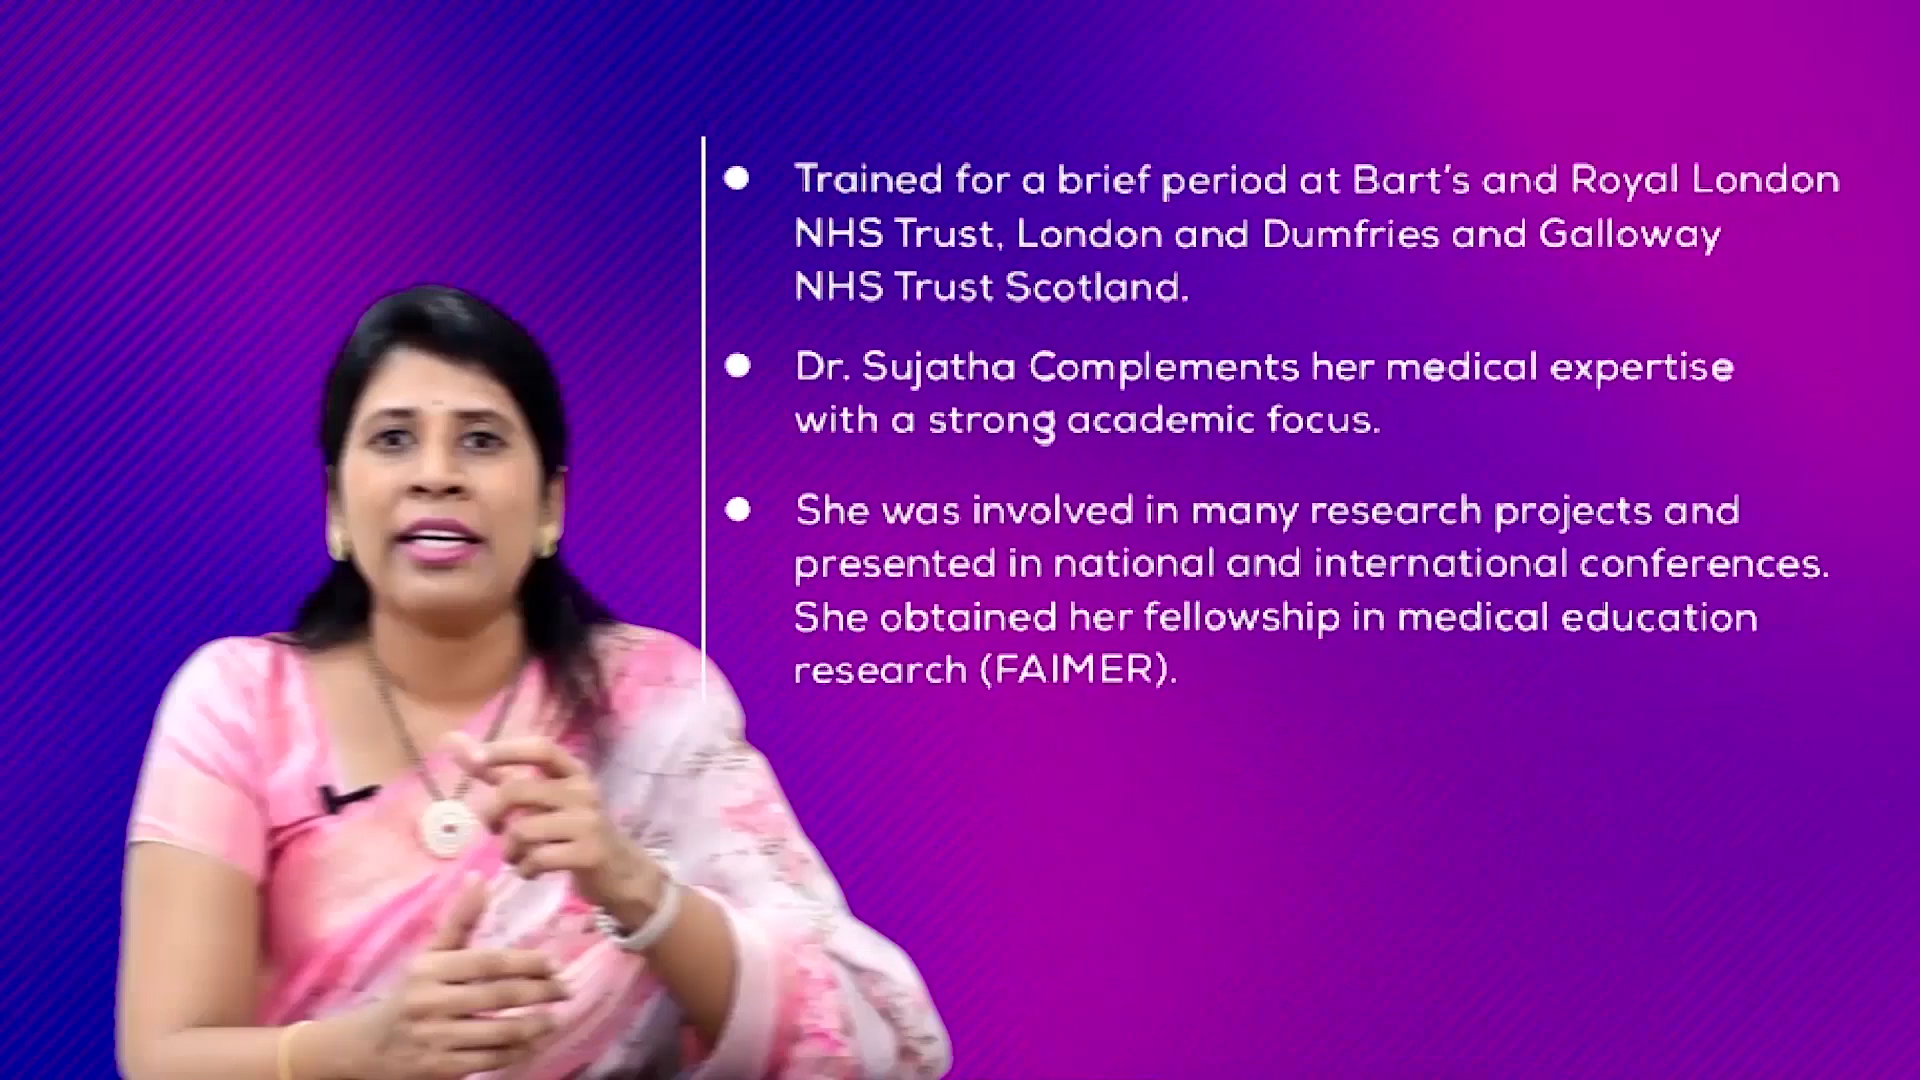 Trained for a brief period at Bart's and Royal London
NHS Trust, London and Dumfries and Galloway
NHS Trust Scotland.
Dr. Sujatha Complements her medical expertise
with a strong academic focus.
She was involved in many research projects and
presented in national and international conferences.
She obtained her fellowship in medical education
research (FAIMER).